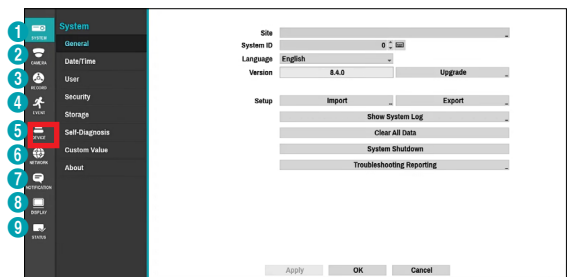 1 SYSTEM
2 CAMERA
3 RECORD
4 EVENT
5 DEVICE
6 NETWORK
7 NOTIFICATION
8 DISPLAY
9 STATUS
System
General
Date/Time
User
Security
Storage
Self-Diagnosis
Custom Value
About
Site
System ID 0
Language English
Version 8.4.0 Upgrade
Setup Import Export
Show System Log
Clear All Data
System Shutdown
Troubleshooting Reporting
Apply OK Cancel